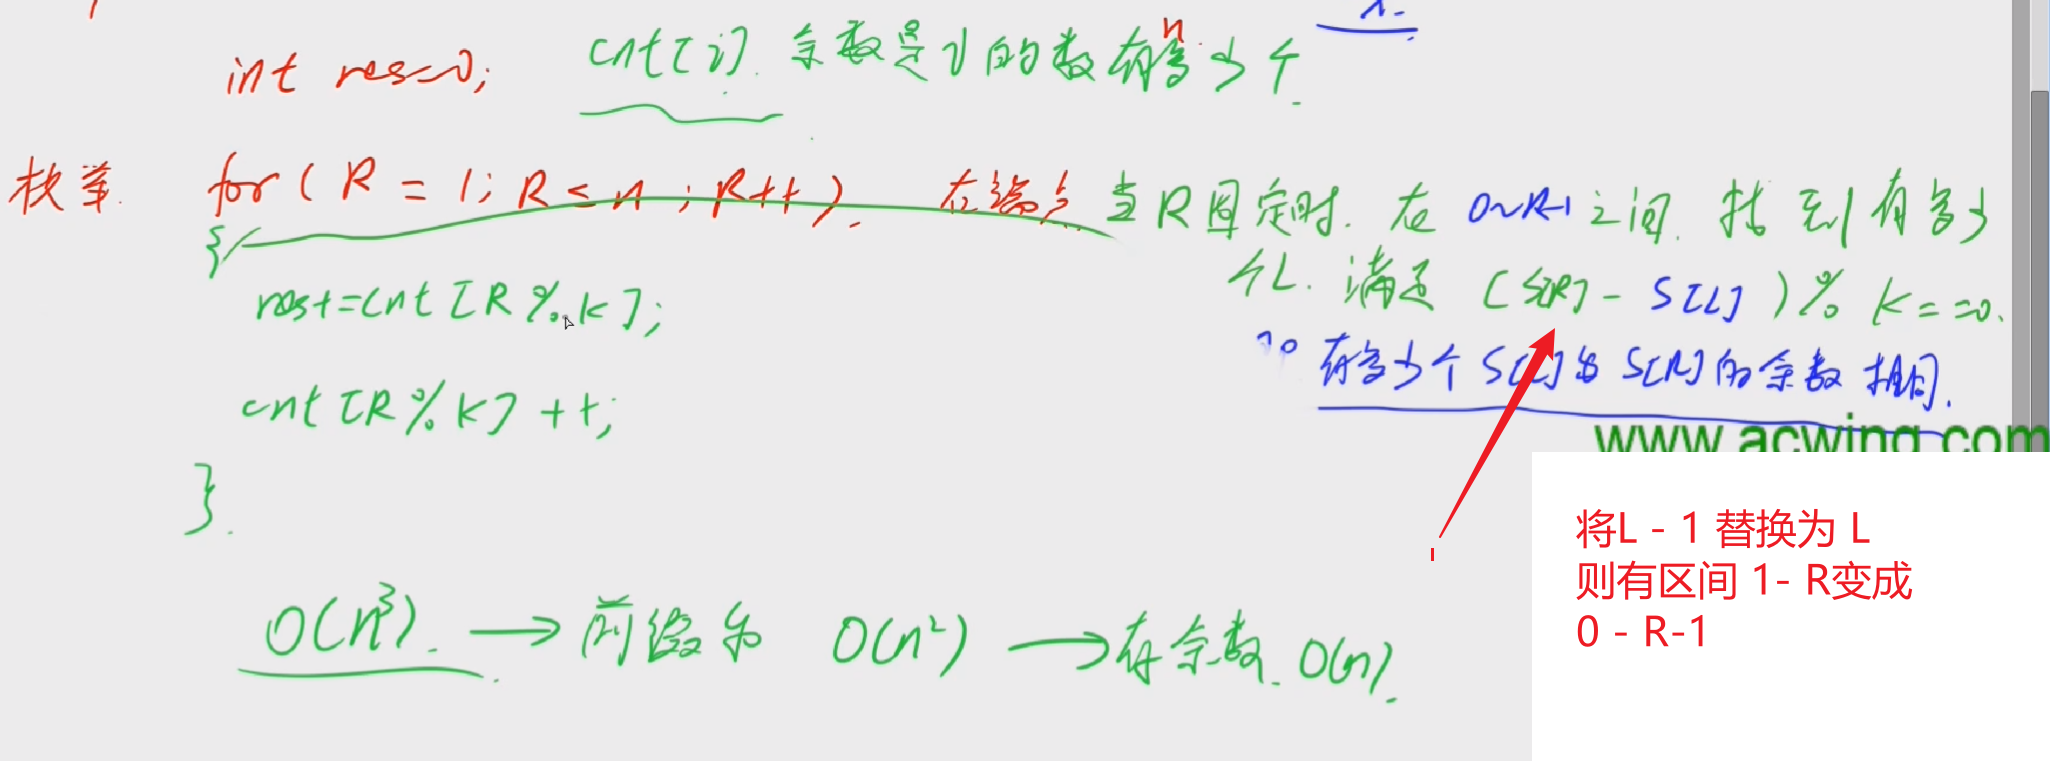 int res=0; cnt[i]. 余数是i的数有多少个.
枚举. for(R = 1; R ≤ n; R++). 右端点 当R固定时. 在 0~R-1 之间. 找到有多少
{
个L. 满足 (S[R] - S[L]) % K == 0.
res+=cnt[R%K];
有多少个 S[L]与 S[R]的余数相同.
cnt[R%K]++;
www.acwing.com
}.
将L - 1 替换为 L
则有区间 1- R变成
0 - R-1
O(n³). → 前缀和 O(n²) → 存余数. O(n).